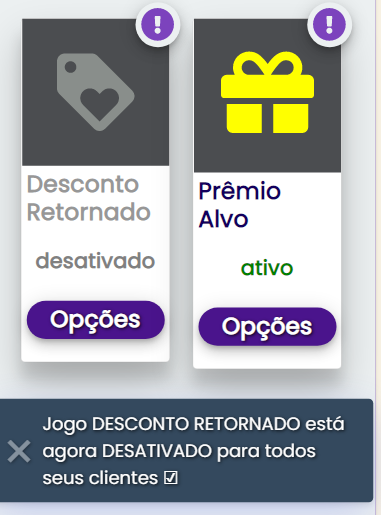 Desconto
Retornado
desativado
Opções
Prêmio
Alvo
ativo
Opções
Jogo DESCONTO RETORNADO está
agora DESATIVADO para todos
seus clientes ☑